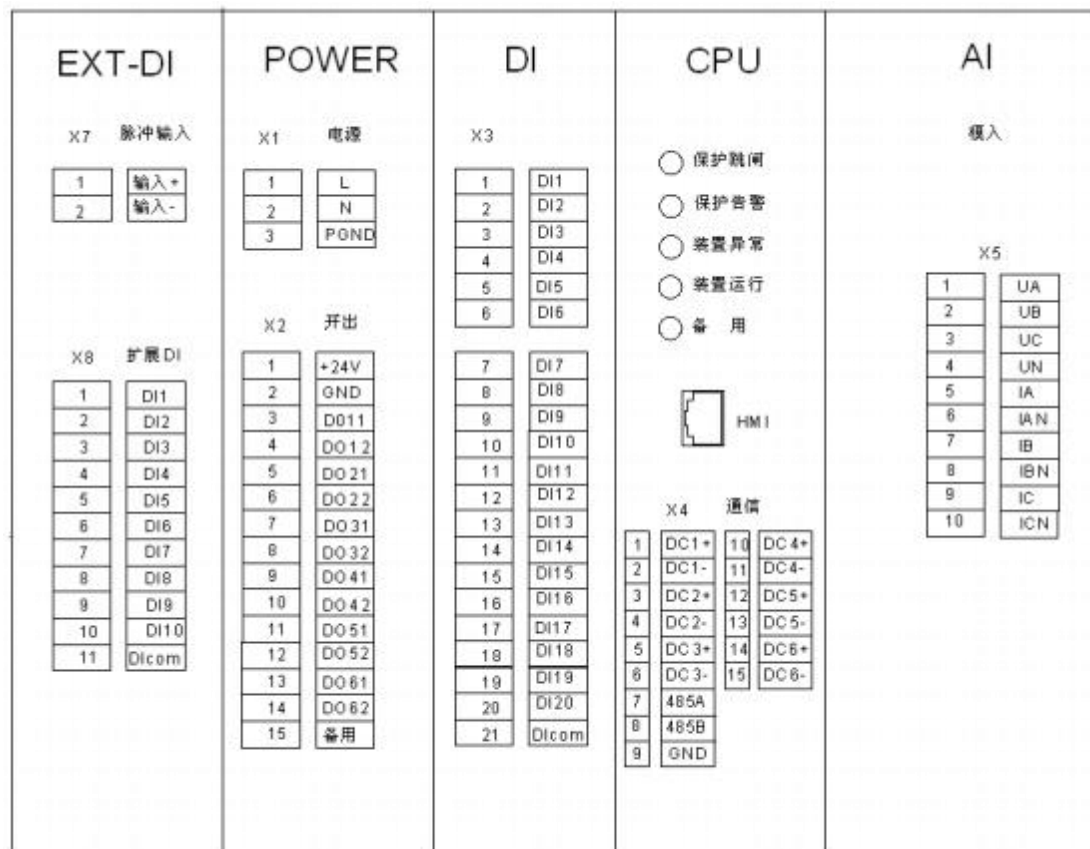 EXT-DI
X7 脉冲输入
1 输入+
2 输入-
X8 扩展DI
1 DI1
2 DI2
3 DI3
4 DI4
5 DI5
6 DI6
7 DI7
8 DI8
9 DI9
10 DI10
11 DIcom
POWER
X1 电源
1 L
2 N
3 PGND
X2 开出
1 +24V
2 GND
3 DO11
4 DO12
5 DO21
6 DO22
7 DO31
8 DO32
9 DO41
10 DO42
11 DO51
12 DO52
13 DO61
14 DO62
15 备用
DI
X3
1 DI1
2 DI2
3 DI3
4 DI4
5 DI5
6 DI6
7 DI7
8 DI8
9 DI9
10 DI10
11 DI11
12 DI12
13 DI13
14 DI14
15 DI15
16 DI16
17 DI17
18 DI18
19 DI19
20 DI20
21 DIcom
CPU
保护跳闸
保护告警
装置异常
装置运行
备 用
HMI
X4 通信
1 DC1+ 10 DC4+
2 DC1- 11 DC4-
3 DC2+ 12 DC5+
4 DC2- 13 DC5-
5 DC3+ 14 DC6+
6 DC3- 15 DC6-
7 485A
8 485B
9 GND
AI
模入
X5
1 UA
2 UB
3 UC
4 UN
5 IA
6 IAN
7 IB
8 IBN
9 IC
10 ICN